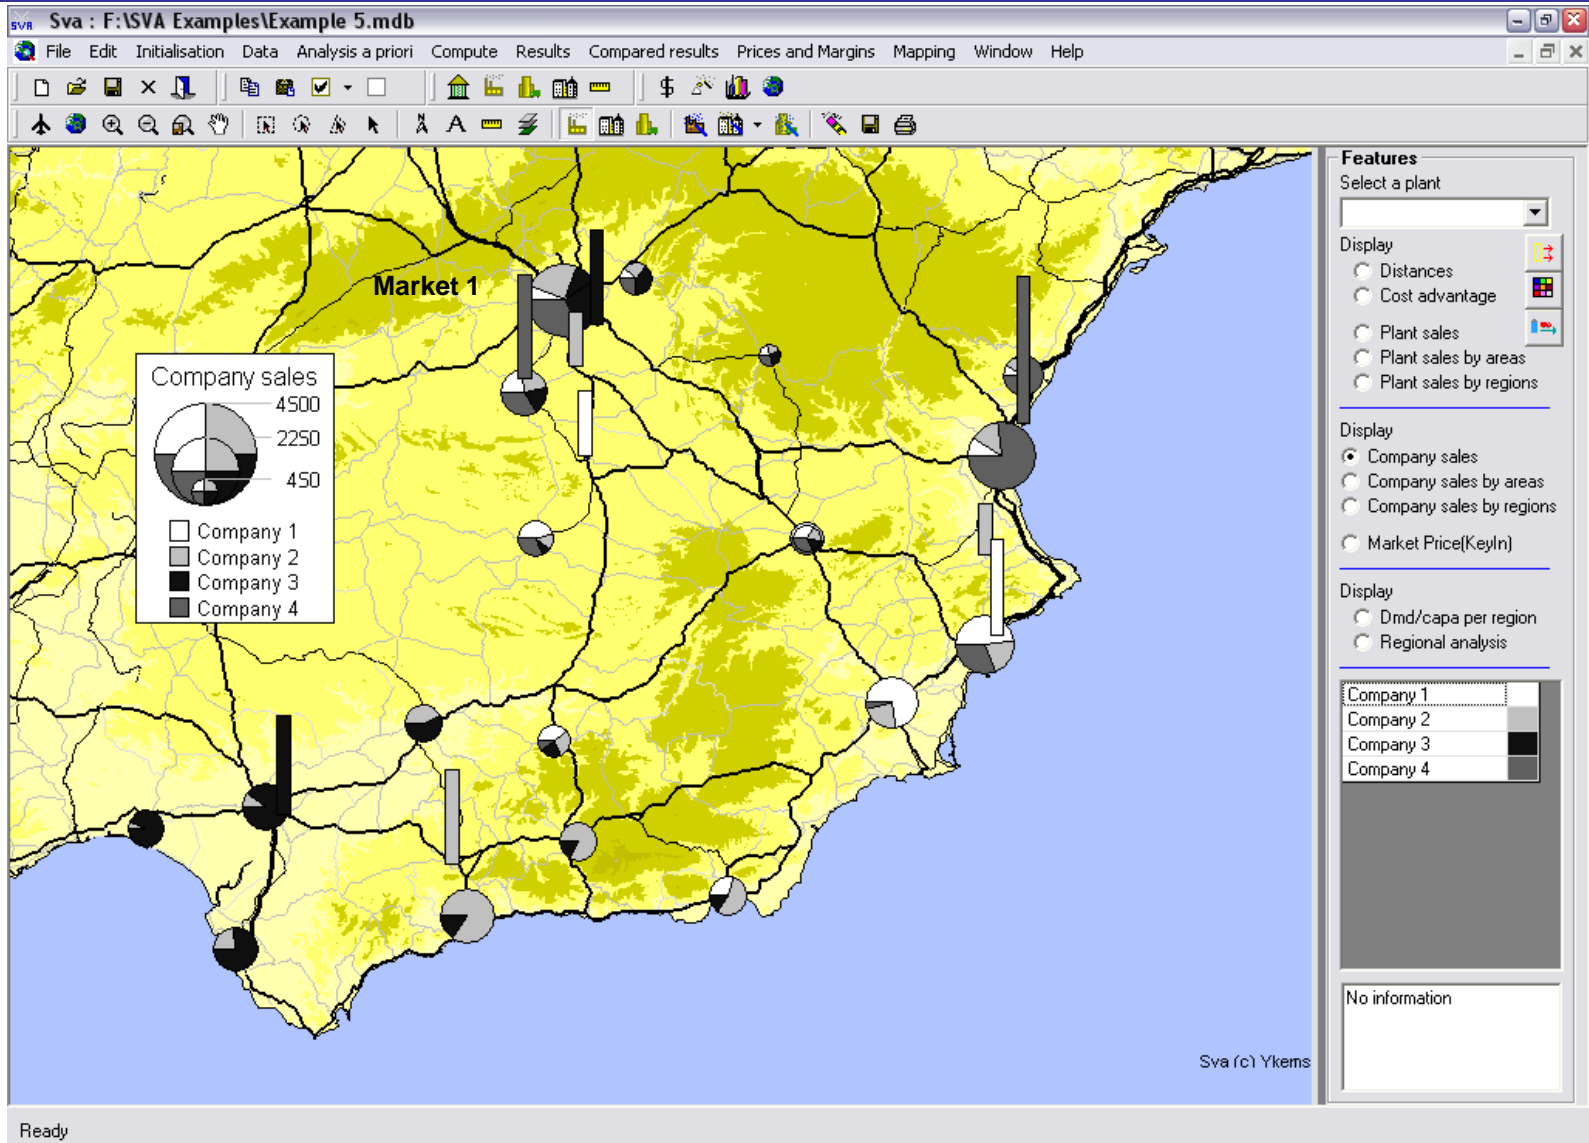 SVA Sva : F:\SVA Examples\Example 5.mdb
File Edit Initialisation Data Analysis a priori Compute Results Compared results Prices and Margins Mapping Window Help
Market 1
Company sales
4500
2250
450
Company 1
Company 2
Company 3
Company 4
Sva (c) Ykems
Features
Select a plant
Display
Distances
Cost advantage
Plant sales
Plant sales by areas
Plant sales by regions
Display
Company sales
Company sales by areas
Company sales by regions
Market Price(KeyIn)
Display
Dmd/capa per region
Regional analysis
Company 1
Company 2
Company 3
Company 4
No information
Ready